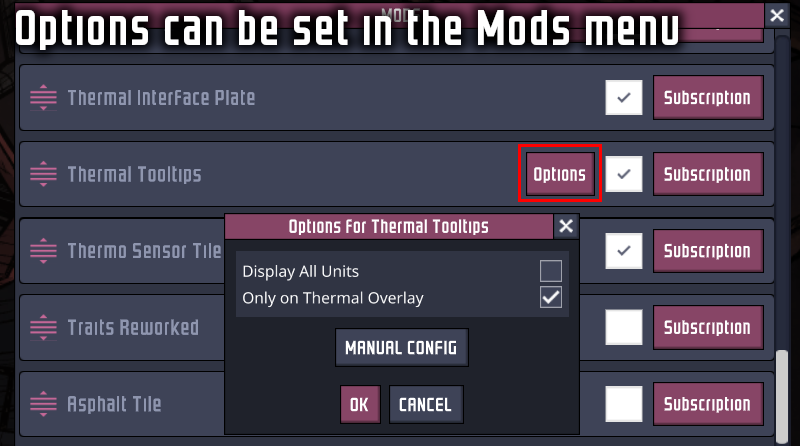 MODS
Options can be set in the Mods menu
Thermal Interface Plate
Subscription
Thermal Tooltips
Options
Subscription
Options For Thermal Tooltips
Thermo Sensor Tile
Subscription
Display All Units
Only on Thermal Overlay
Traits Reworked
Subscription
MANUAL CONFIG
Asphalt Tile
OK
CANCEL
Subscription